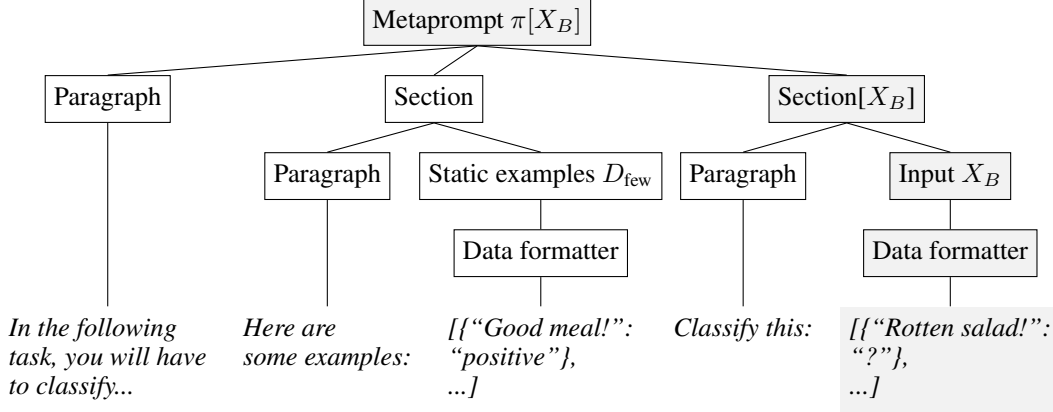 Metaprompt π[X_B]
Paragraph
Section
Section[X_B]
Paragraph
Static examples D_few
Paragraph
Input X_B
Data formatter
Data formatter
In the following
task, you will have
to classify...
Here are
some examples:
[{“Good meal!”:
“positive”},
...]
Classify this:
[{“Rotten salad!”:
“?”},
...]